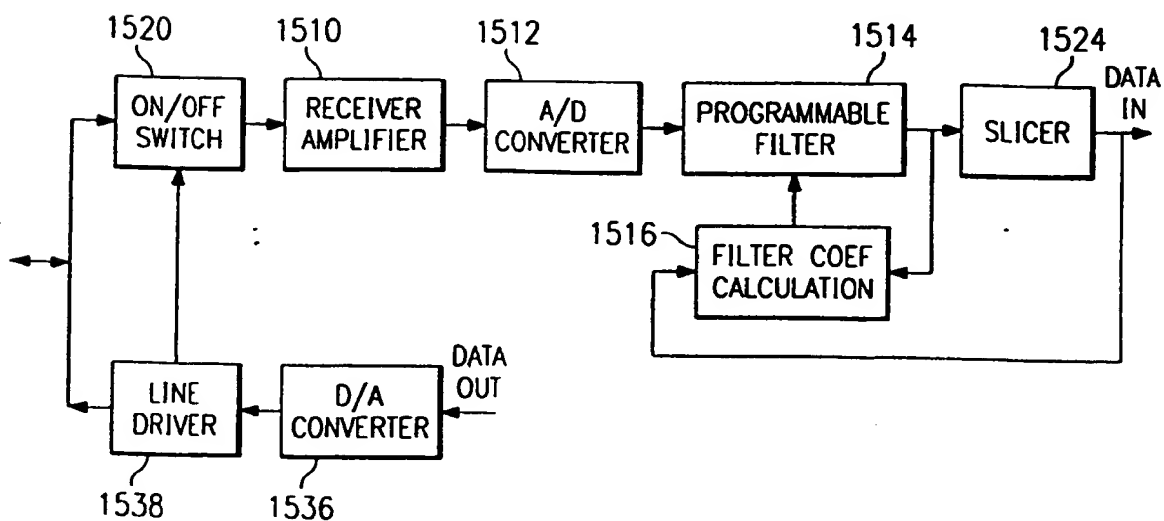 1520
1510
1512
1514
1524
ON/OFF
SWITCH
RECEIVER
AMPLIFIER
A/D
CONVERTER
PROGRAMMABLE
FILTER
SLICER
DATA
IN
1516
FILTER COEF
CALCULATION
LINE
DRIVER
D/A
CONVERTER
DATA
OUT
1538
1536